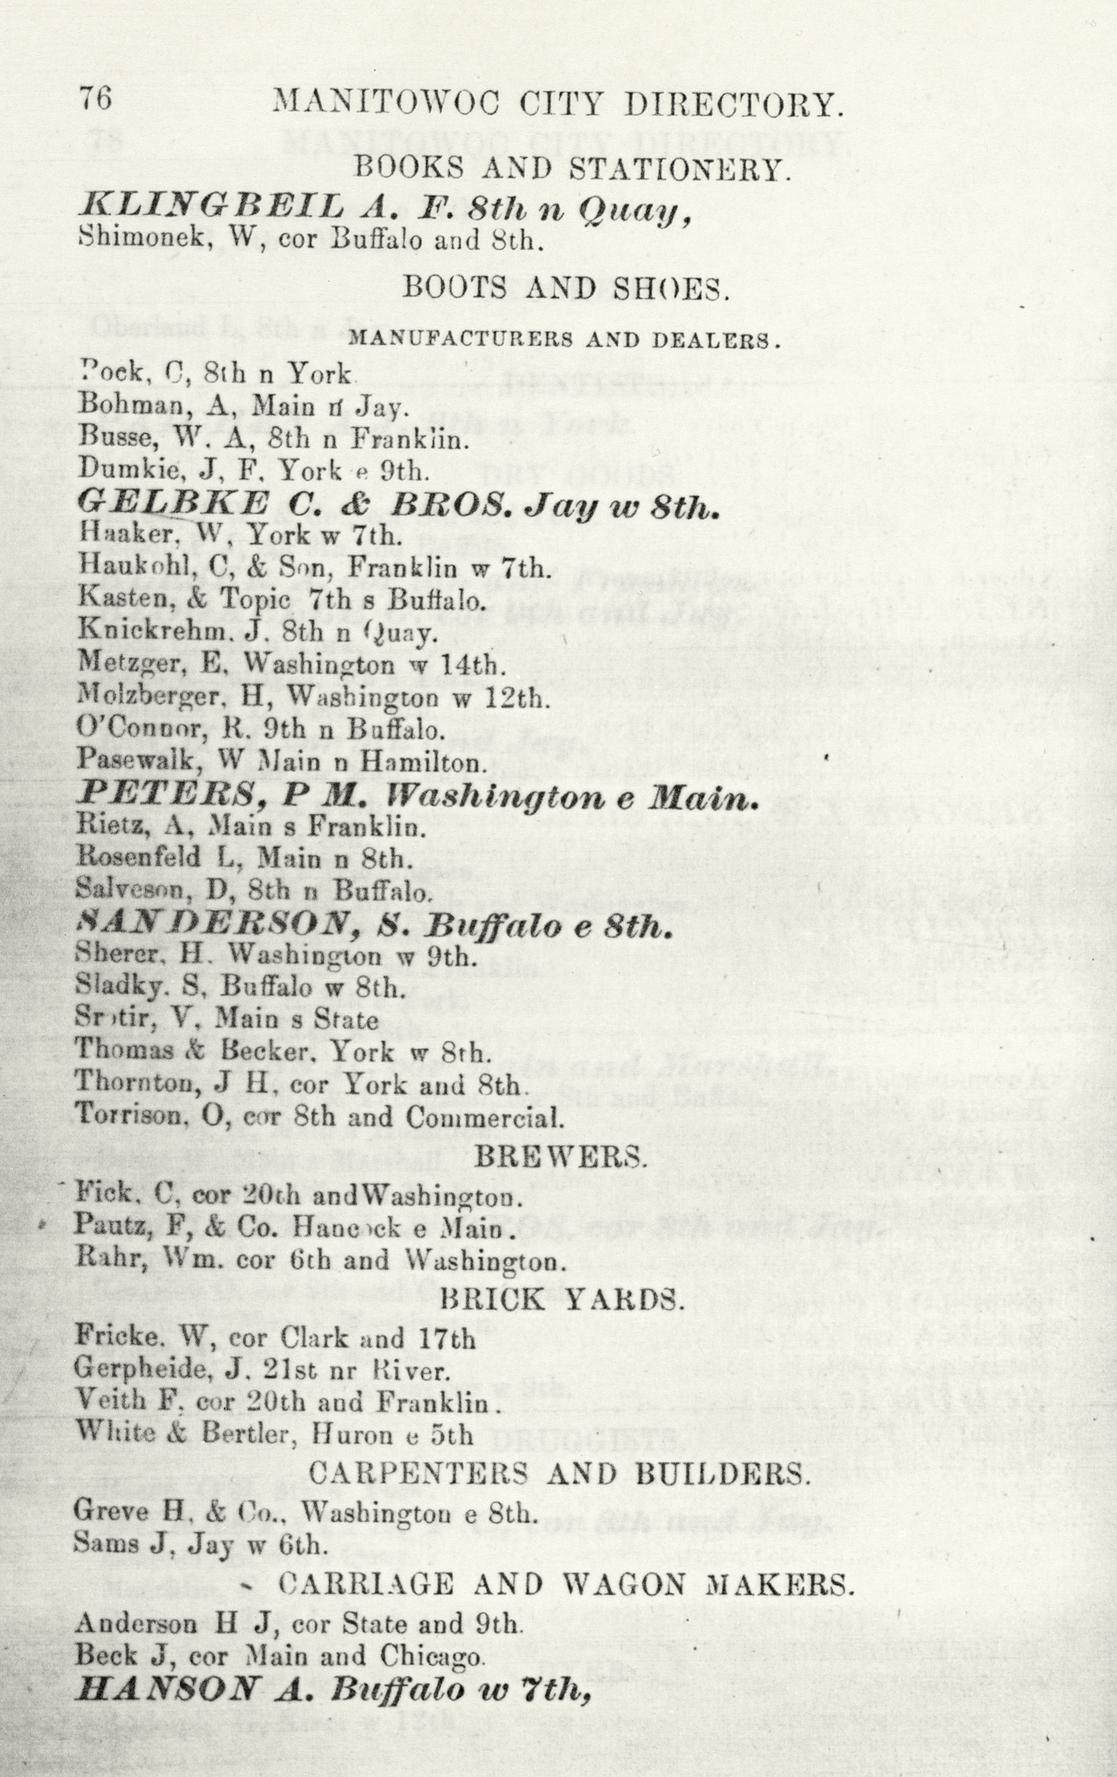 76 MANITOWOC CITY DIRECTORY.
BOOKS AND STATIONERY.
KLINGBEIL A. F. 8th n Quay,
Shimonek, W, cor Buffalo and 8th.
BOOTS AND SHOES.
MANUFACTURERS AND DEALERS.
C, 8th n York
Bohman, A, Main n Jay.
Busse, W. A, 8th n Franklin.
Dumkie, J, F. York e 9th.
GELBKE C. & BROS. Jay w 8th.
Haaker, W, York w 7th.
Haukohl, C, & Son, Franklin w 7th.
Kasten, & Topic 7th s Buffalo.
Knickrehm. J. 8th n Quay.
Metzger, E. Washington w 14th.
Molzberger, H, Washington w 12th.
O'Connor, R. 9th n Buffalo.
Pasewalk, W Main n Hamilton.
PETERS, P M. Washington e Main.
Rietz, A, Main s Franklin.
Rosenfeld L, Main n 8th.
Salveson, D, 8th n Buffalo.
SANDERSON, S. Buffalo e 8th.
Sherer, H. Washington w 9th.
Sladky. S, Buffalo w 8th.
V, Main s State
Thomas & Becker, York w 8th.
Thornton, J H, cor York and 8th.
Torrison, O, cor 8th and Commercial.
BREWERS.
Fick, C, cor 20th andWashington.
Pautz, F, & Co. Hancock e Main.
Rahr, Wm. cor 6th and Washington.
BRICK YARDS.
Fricke. W, cor Clark and 17th
Gerpheide, J. 21st nr River.
Veith F. cor 20th and Franklin.
White & Bertler, Huron e 5th
CARPENTERS AND BUILDERS.
Greve H. & Co., Washington e 8th.
Sams J, Jay w 6th.
CARRIAGE AND WAGON MAKERS.
Anderson H J, cor State and 9th.
Beck J, cor Main and Chicago.
HANSON A. Buffalo w 7th,